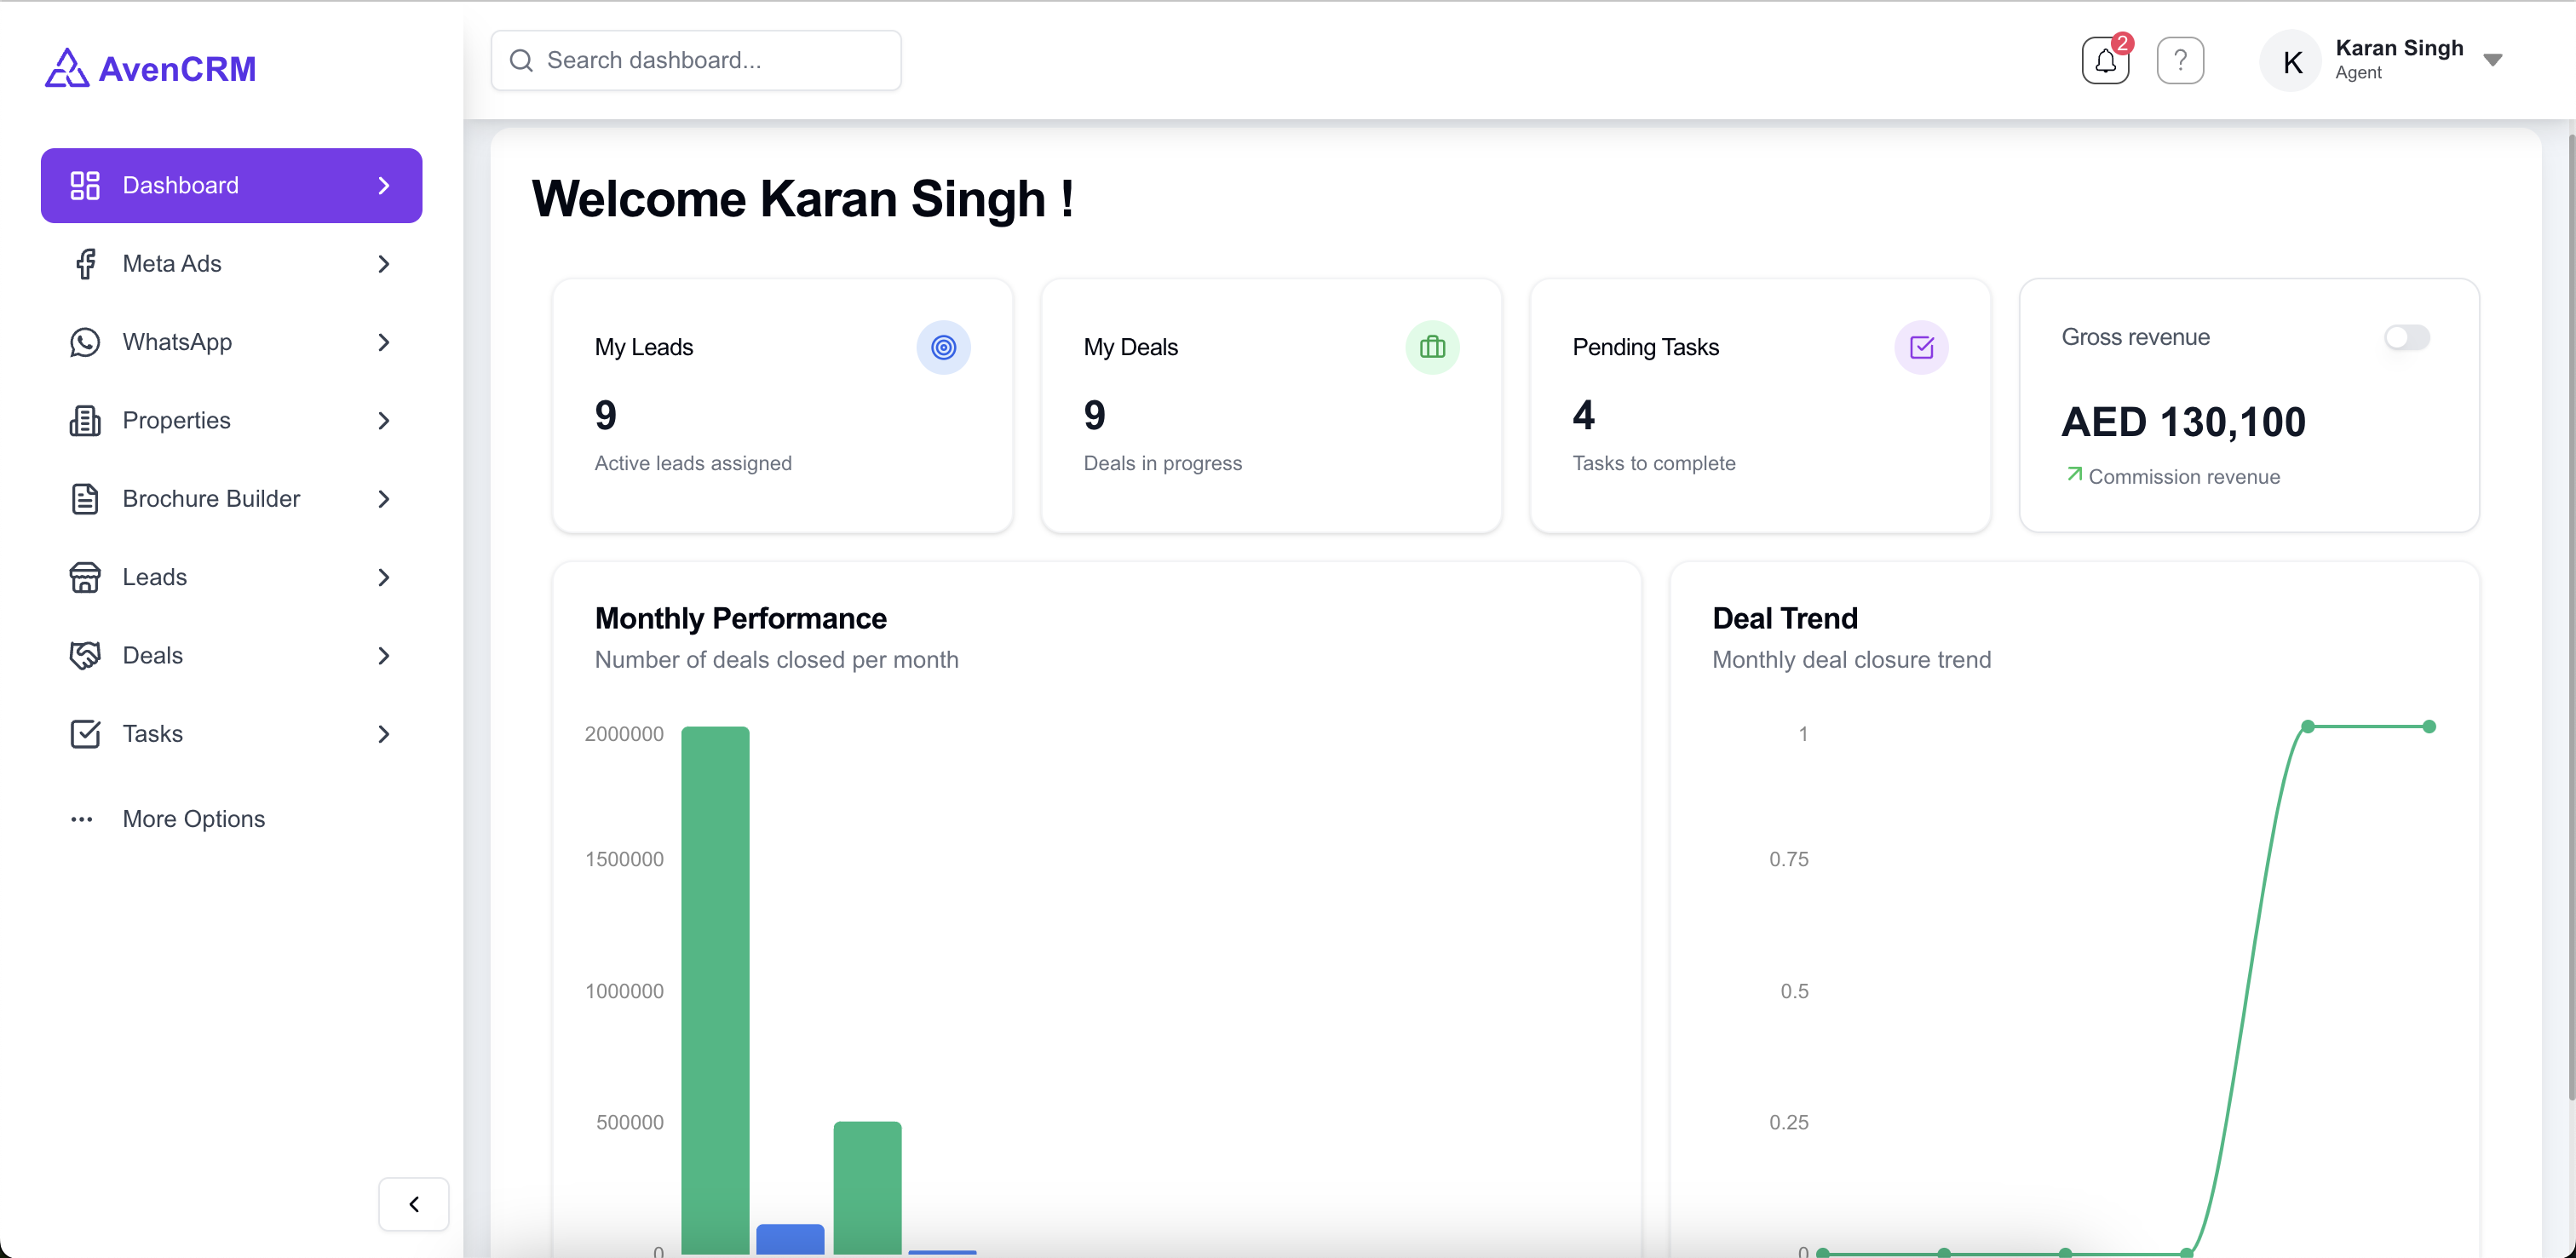 AvenCRM
Search dashboard...
2
?
K
Karan Singh
Agent
Dashboard
Meta Ads
WhatsApp
Properties
Brochure Builder
Leads
Deals
Tasks
More Options
Welcome Karan Singh !
My Leads
9
Active leads assigned
My Deals
9
Deals in progress
Pending Tasks
4
Tasks to complete
Gross revenue
AED 130,100
Commission revenue
Monthly Performance
Number of deals closed per month
2000000
1500000
1000000
500000
0
Deal Trend
Monthly deal closure trend
1
0.75
0.5
0.25
0